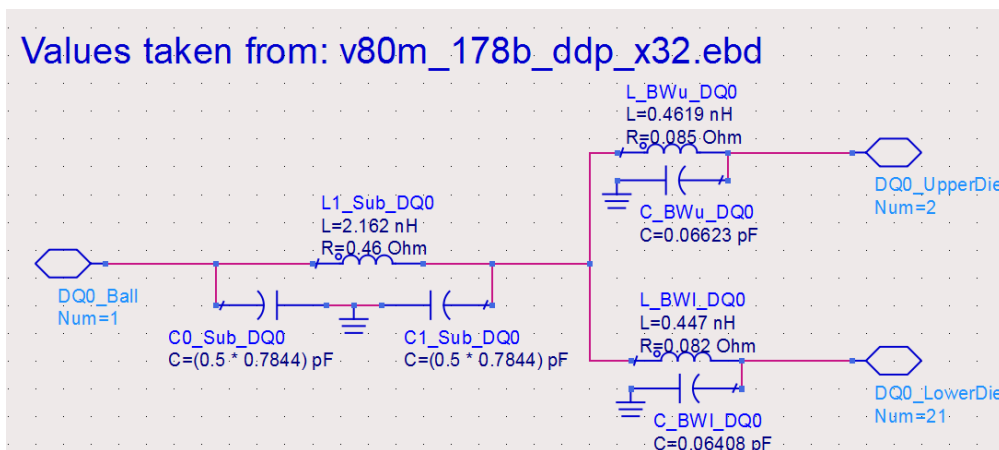 Values taken from: v80m_178b_ddp_x32.ebd
L_BWu_DQ0
L=0.4619 nH
R=0.085 Ohm
C_BWu_DQ0
C=0.06623 pF
DQ0_UpperDie
Num=2
L1_Sub_DQ0
L=2.162 nH
R=0.46 Ohm
DQ0_Ball
Num=1
C0_Sub_DQ0
C=(0.5 * 0.7844) pF
C1_Sub_DQ0
C=(0.5 * 0.7844) pF
L_BWl_DQ0
L=0.447 nH
R=0.082 Ohm
C_BWl_DQ0
C=0.06408 pF
DQ0_LowerDie
Num=21